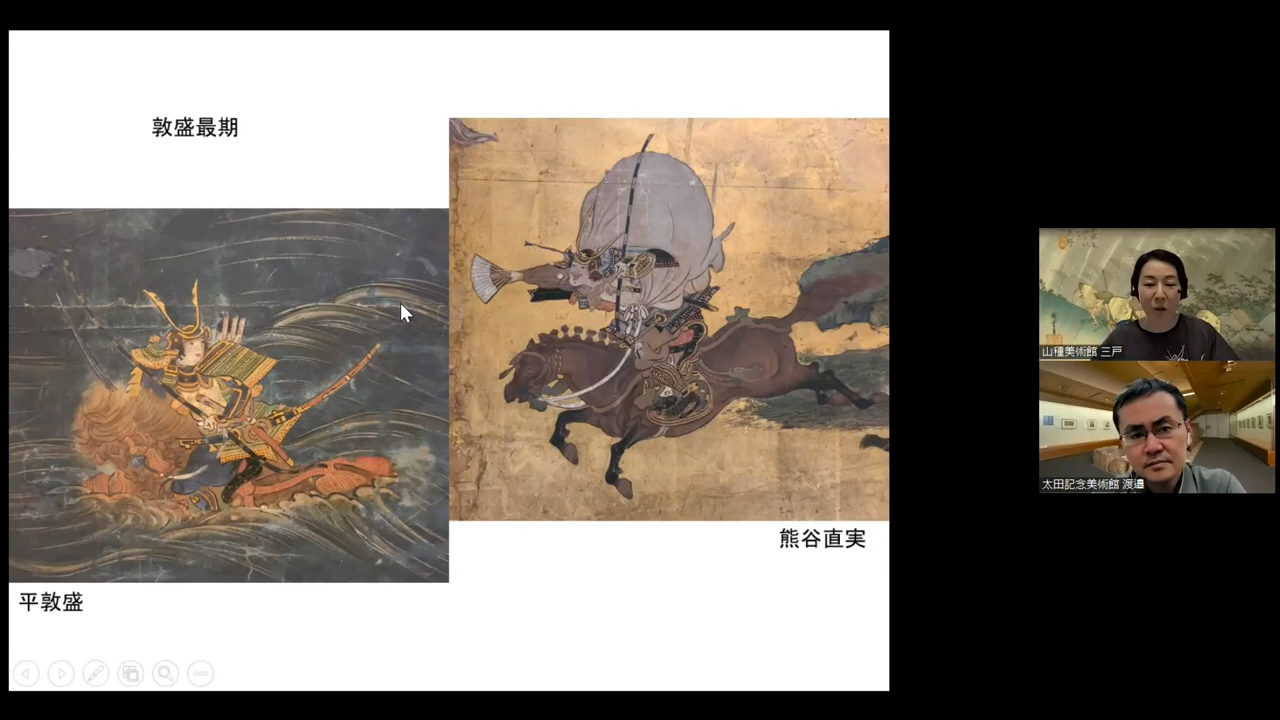 敦盛最期
熊谷直実
平敦盛
山種美術館 三戸
太田記念美術館 渡邉